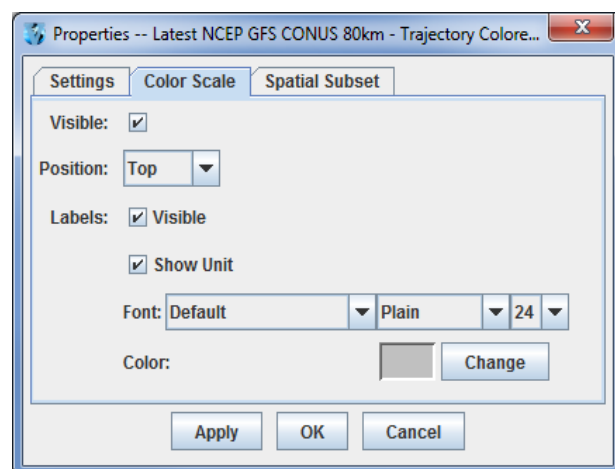 Properties -- Latest NCEP GFS CONUS 80km - Trajectory Colore...
Settings Color Scale Spatial Subset
Visible:
Position: Top
Labels: Visible
Show Unit
Font: Default Plain 24
Color: Change
Apply OK Cancel